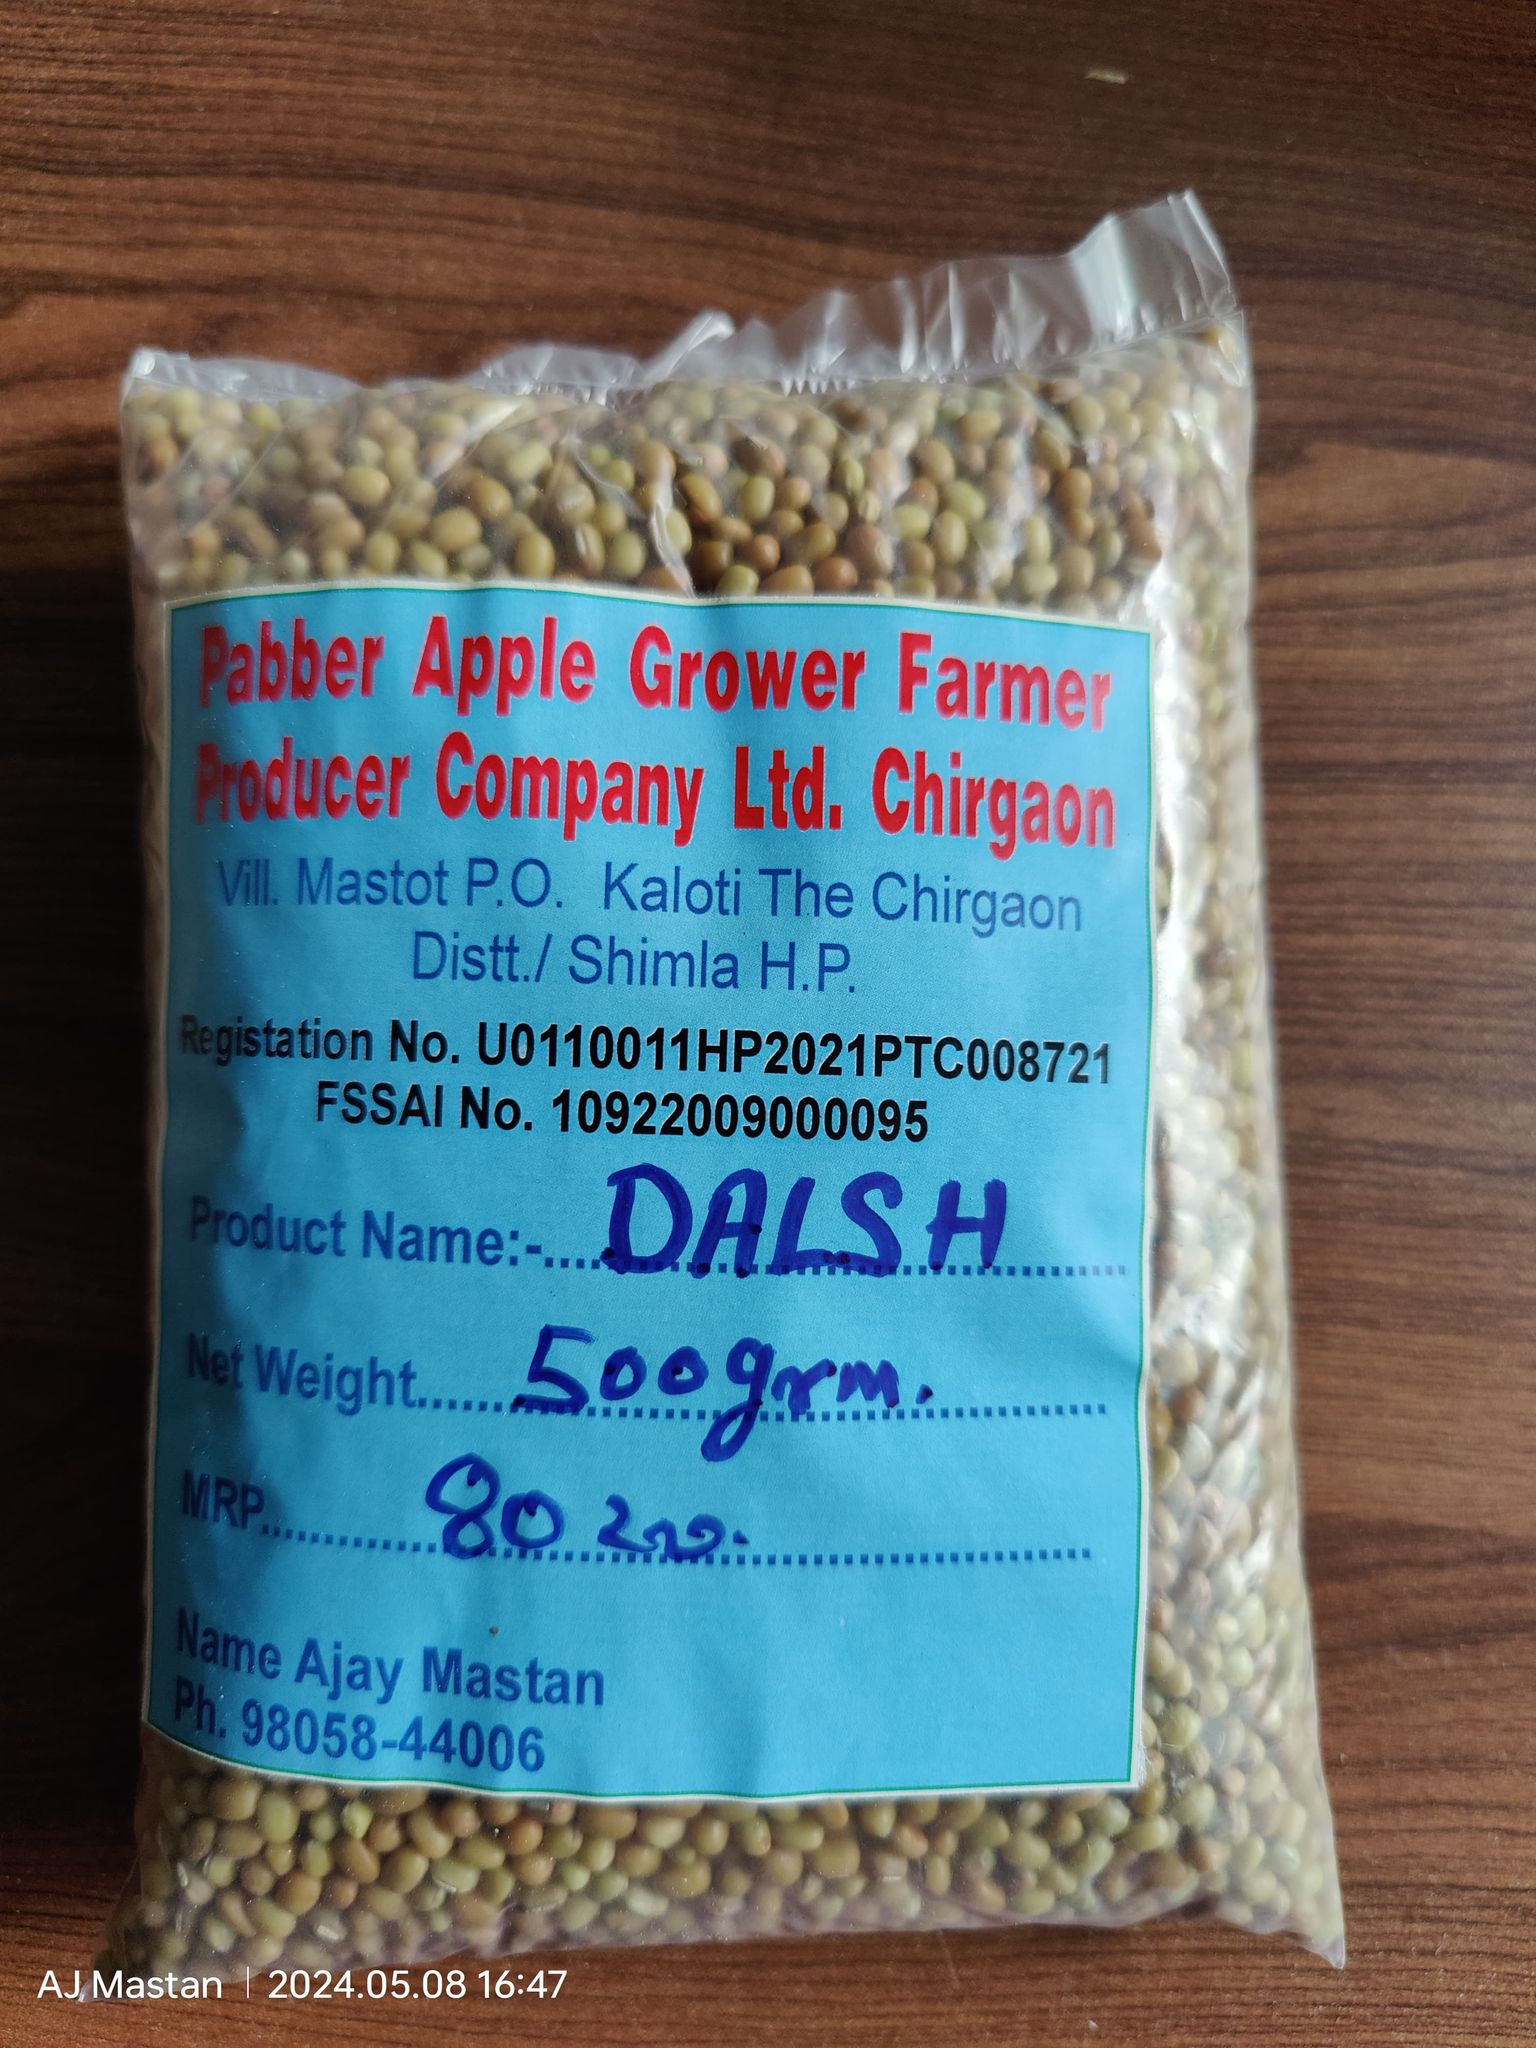 Pabber Apple Grower Farmer
Producer Company Ltd. Chirgaon
Vill. Mastot P.O. Kaloti The Chirgaon
Distt./ Shimla H.P.
Registation No. U0110011HP2021PTC008721
FSSAI No. 10922009000095
Product Name:-....DALSH..........
Net Weight......500grm...........
MRP............80..................
Name Ajay Mastan
Ph. 98058-44006
AJ Mastan | 2024.05.08 16:47